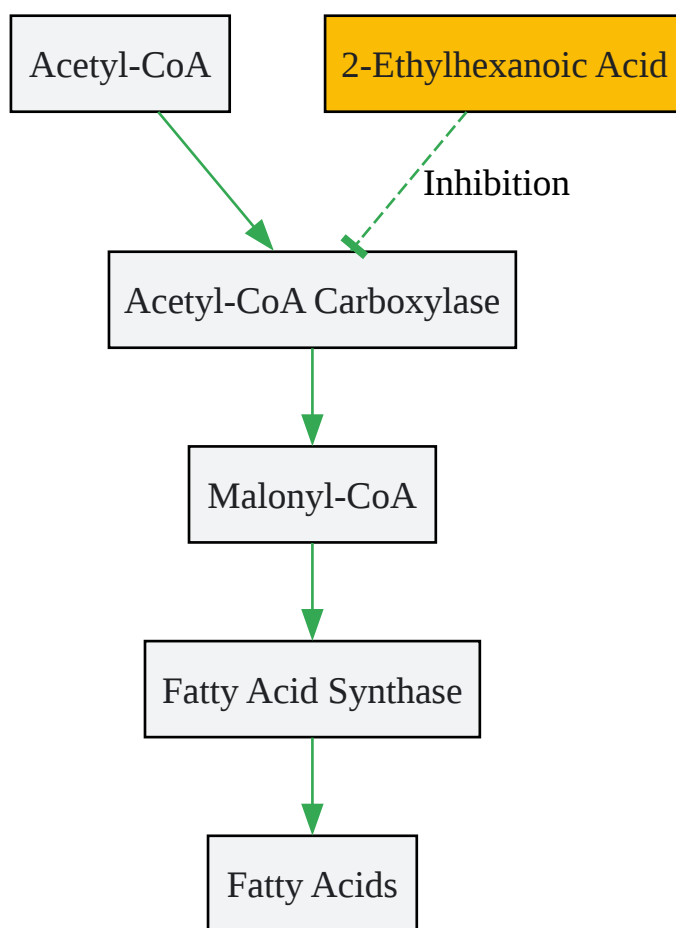 Acetyl-CoA
2-Ethylhexanoic Acid
Inhibition
Acetyl-CoA Carboxylase
Malonyl-CoA
Fatty Acid Synthase
Fatty Acids